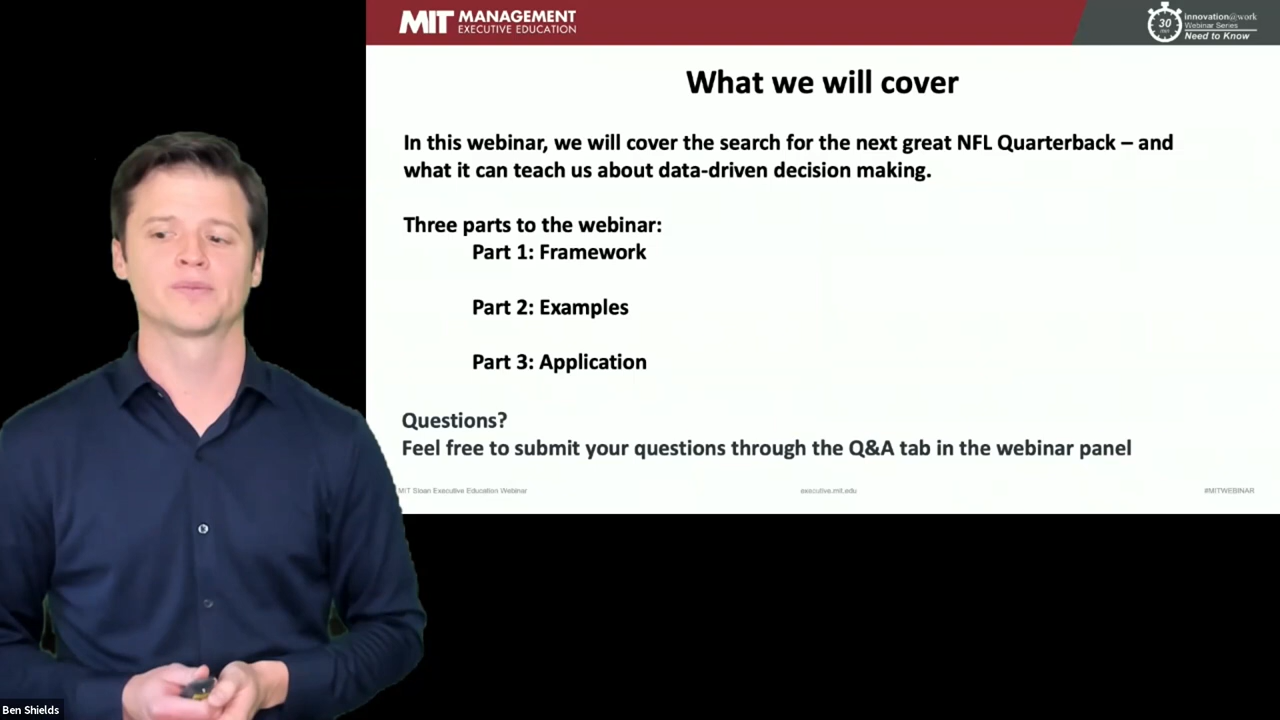 MIT MANAGEMENT
EXECUTIVE EDUCATION
30
innovation@work
Webinar Series
Need to Know
What we will cover
In this webinar, we will cover the search for the next great NFL Quarterback – and
what it can teach us about data-driven decision making.
Three parts to the webinar:
Part 1: Framework
Part 2: Examples
Part 3: Application
Questions?
Feel free to submit your questions through the Q&A tab in the webinar panel
MIT Sloan Executive Education Webinar
executive.mit.edu
#MITWEBINAR
Ben Shields